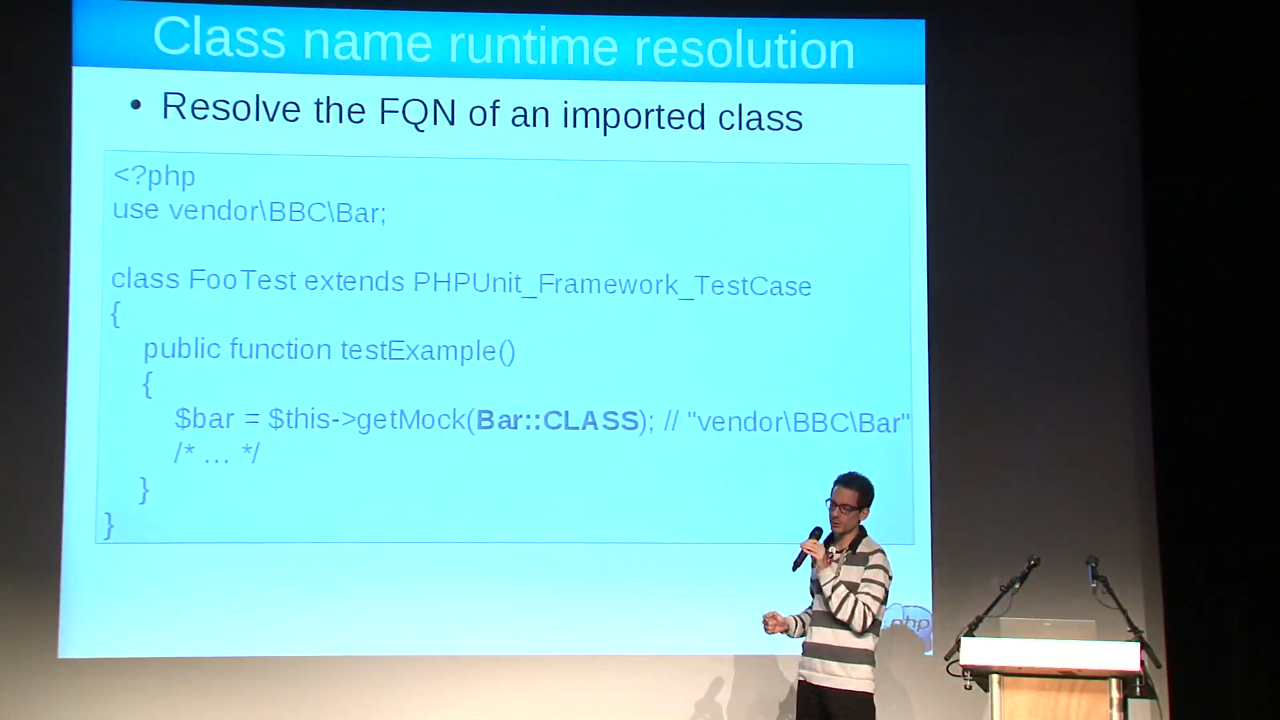 Class name runtime resolution
• Resolve the FQN of an imported class
<?php
use vendor\BBC\Bar;
class FooTest extends PHPUnit_Framework_TestCase
{
public function testExample()
{
$bar = $this->getMock(Bar::CLASS); // "vendor\BBC\Bar"
/* ... */
}
}
php